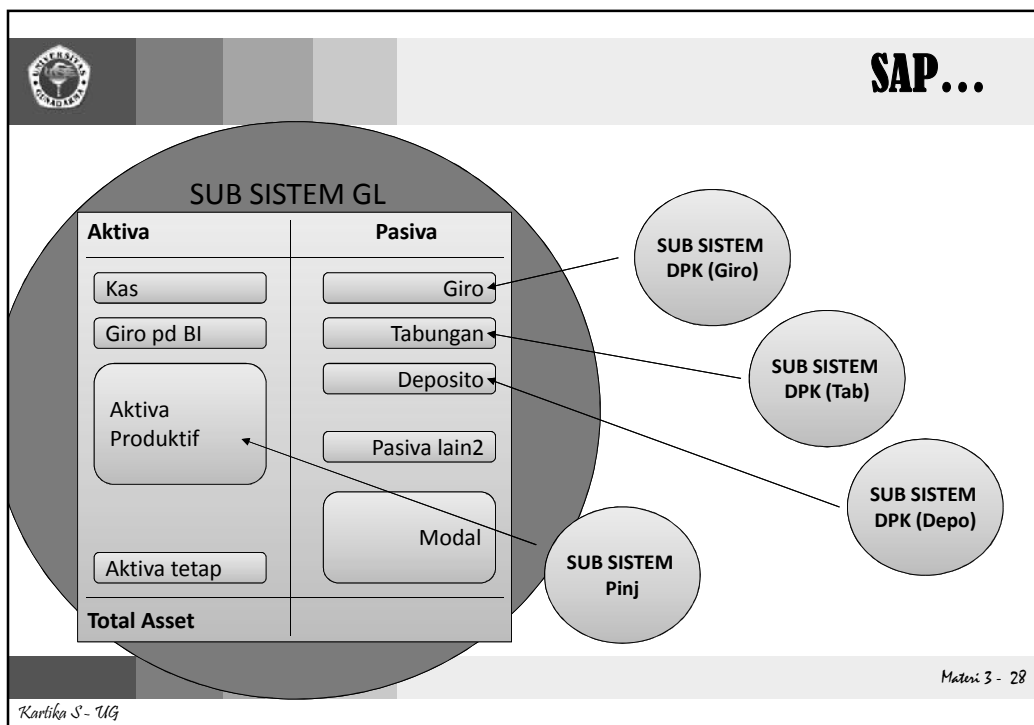 UNIVERSITAS
GUNADARMA
SAP...
SUB SISTEM GL
Aktiva
Pasiva
Kas
Giro pd BI
Aktiva
Produktif
Aktiva tetap
Giro
Tabungan
Deposito
Pasiva lain2
Modal
Total Asset
SUB SISTEM
DPK (Giro)
SUB SISTEM
DPK (Tab)
SUB SISTEM
DPK (Depo)
SUB SISTEM
Pinj
Materi 3 - 28
Kartika S - UG